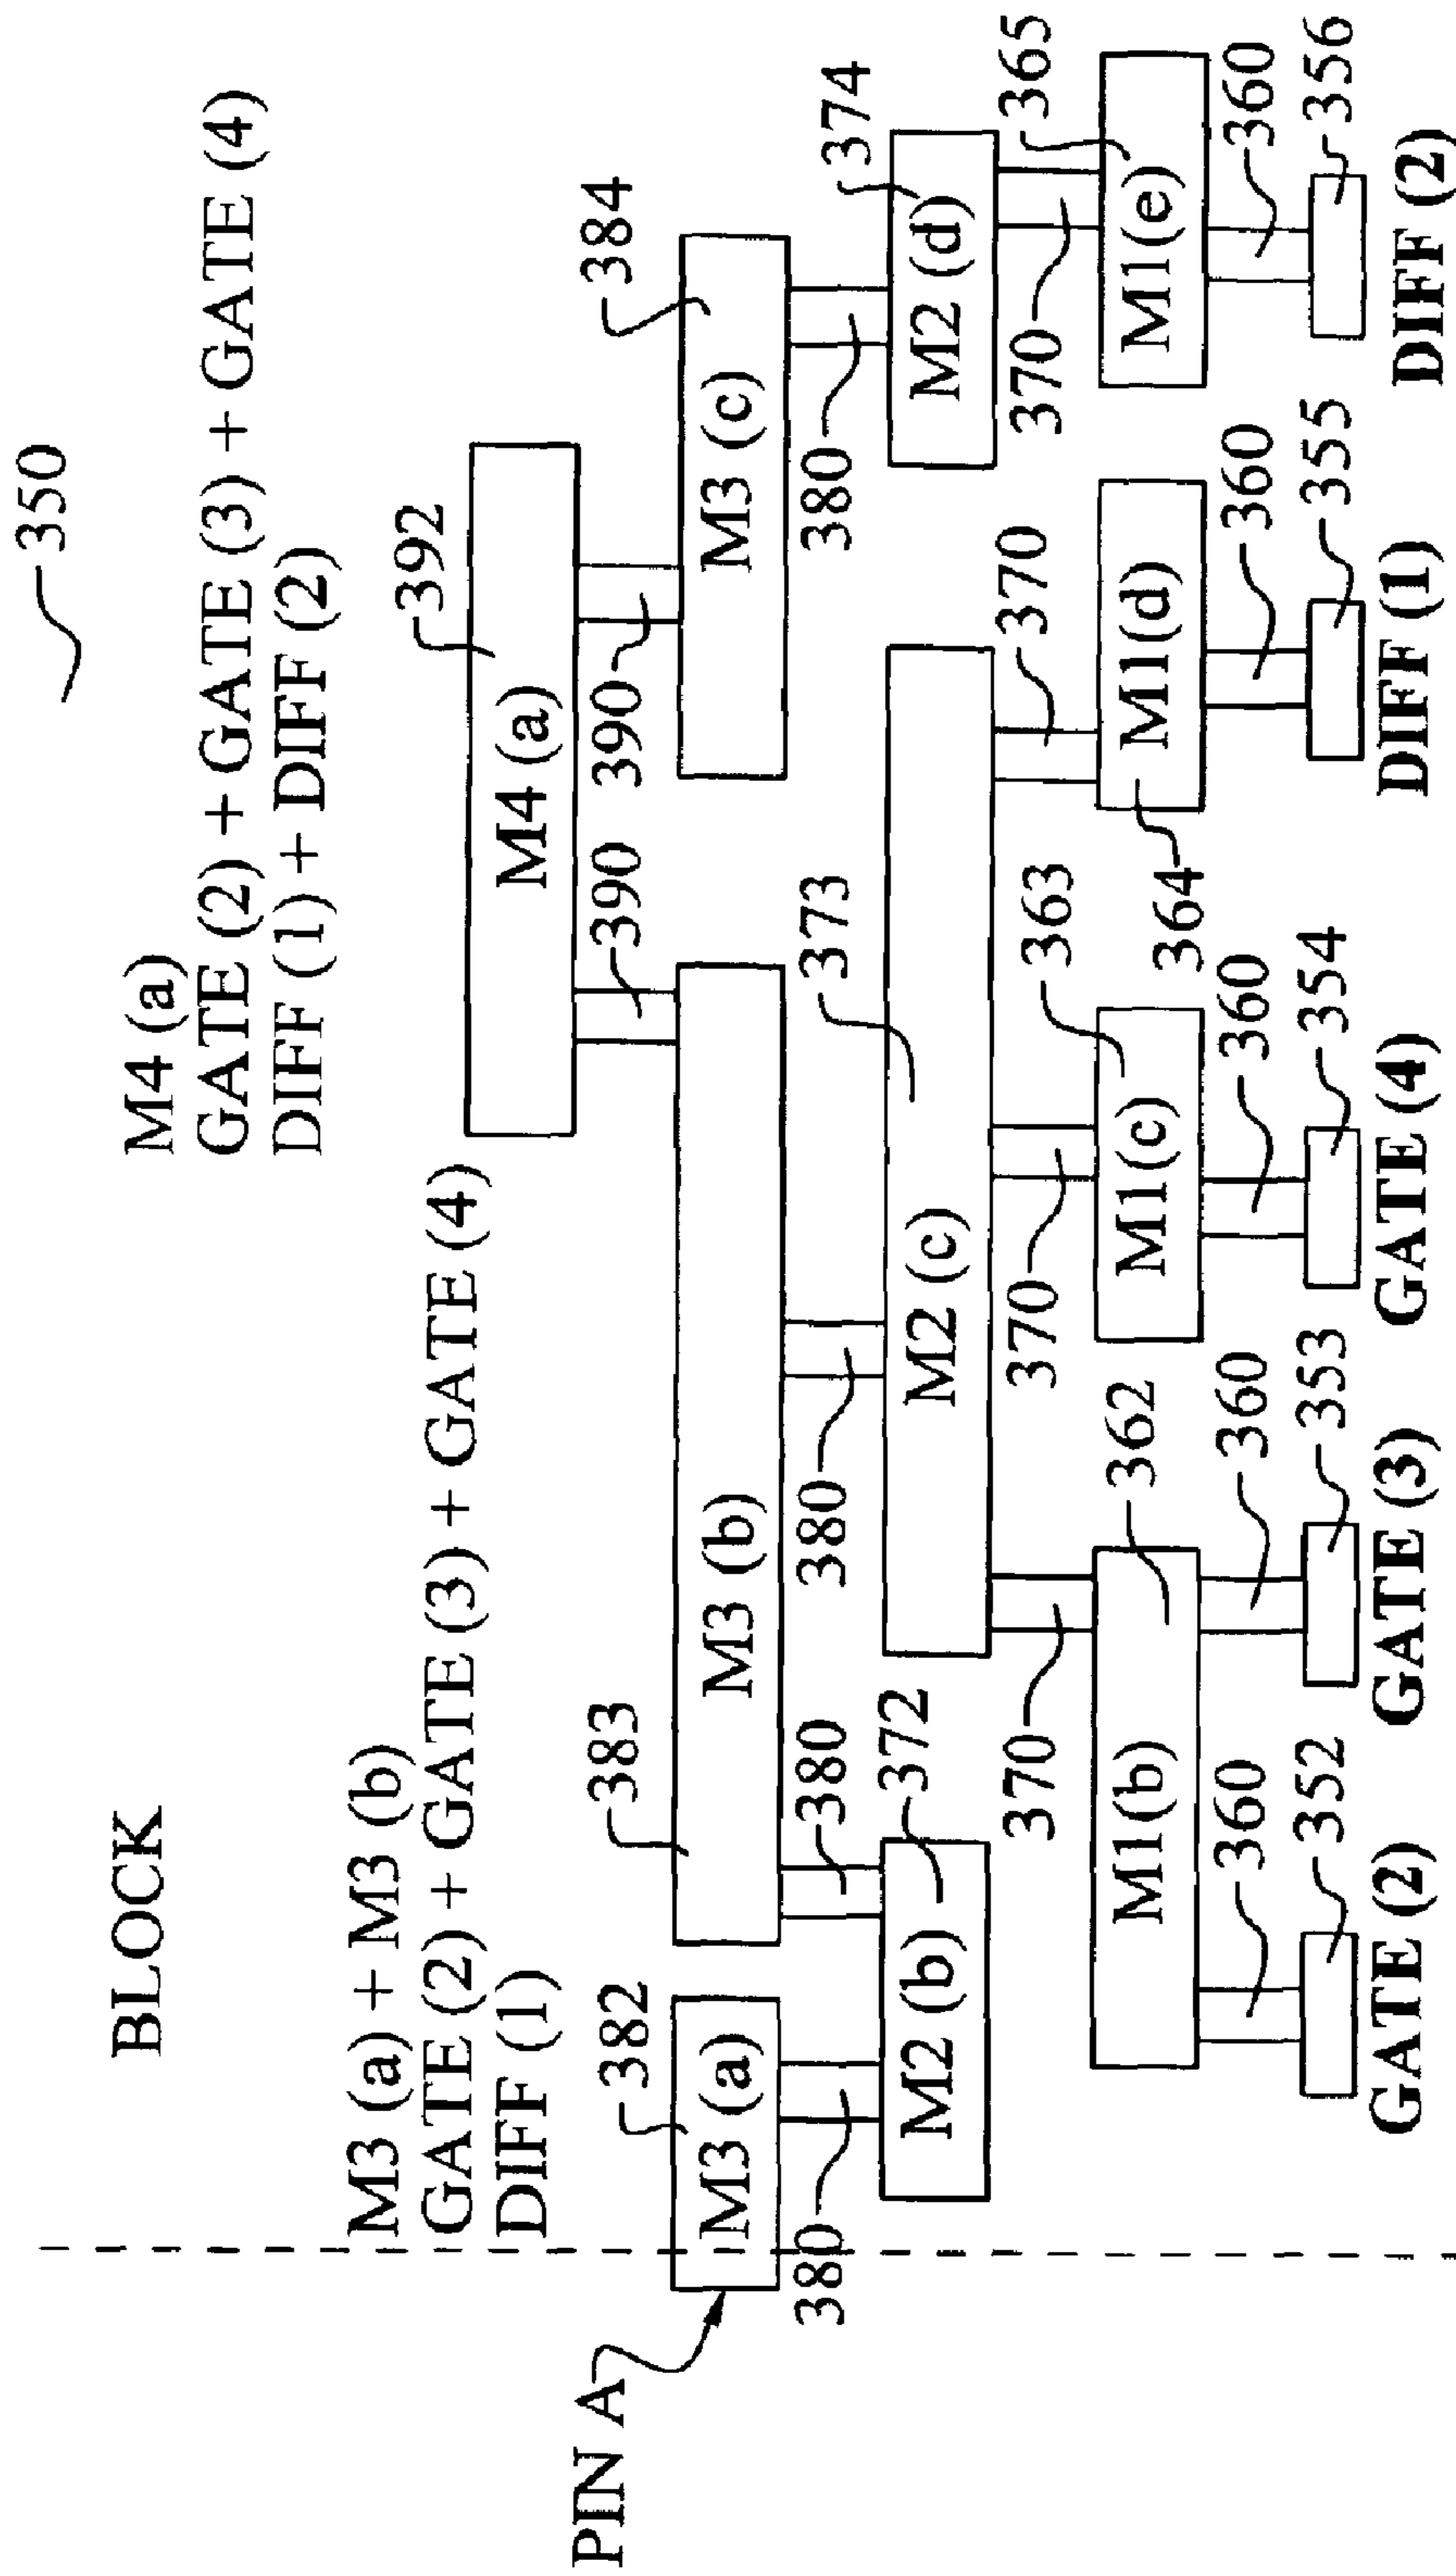 350
BLOCK
M4 (a)
GATE (2) + GATE (3) + GATE (4)
DIFF (1) + DIFF (2)
M3 (a) + M3 (b)
GATE (2) + GATE (3) + GATE (4)
DIFF (1)
392
M4 (a)
390
390
384
PIN A
382
M3 (a)
383
M3 (b)
M3 (c)
380
380
380
380
374
372
M2 (b)
373
M2 (c)
M2 (d)
370
370
370
370
365
362
M1(b)
363
M1(c)
364
M1(d)
M1(e)
360
360
360
360
360
352
353
354
355
356
GATE (2)
GATE (3)
GATE (4)
DIFF (1)
DIFF (2)